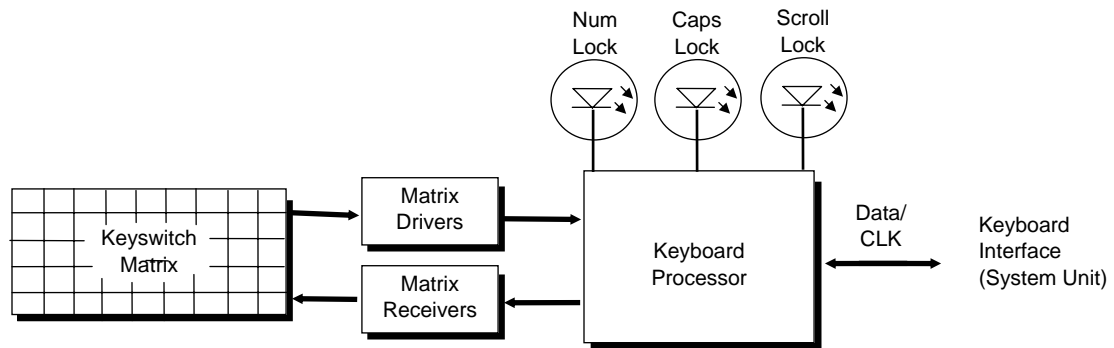 Num
Lock
Caps
Lock
Scroll
Lock
Matrix
Drivers
Keyswitch
Matrix
Matrix
Receivers
Keyboard
Processor
Data/
CLK
Keyboard
Interface
(System Unit)